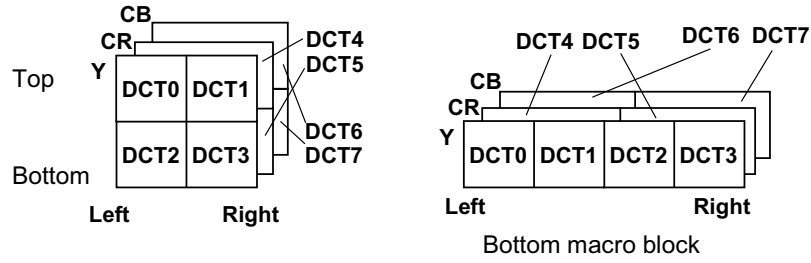 CB
CR
Y
DCT4
DCT5
Top
DCT0 DCT1
DCT6
DCT7
DCT2 DCT3
Bottom
Left Right
DCT4 DCT5 DCT6 DCT7
CB
CR
Y
DCT0 DCT1 DCT2 DCT3
Left Right
Bottom macro block